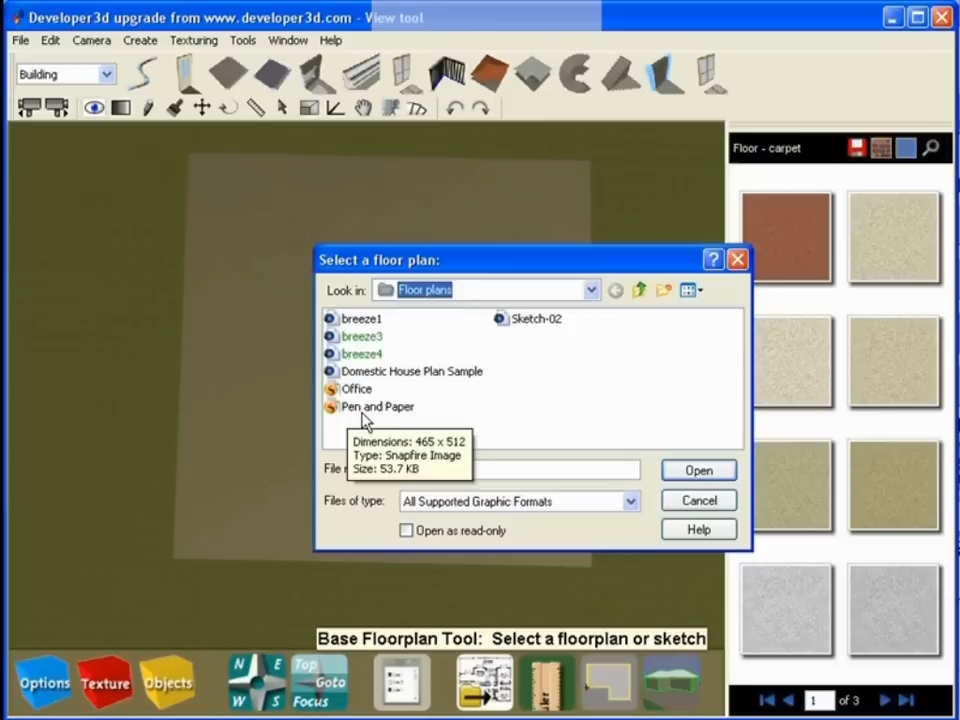 Developer3d upgrade from www.developer3d.com - View tool
File Edit Camera Create Texturing Tools Window Help
Building
Floor - carpet
Select a floor plan:
Look in: Floor plans
breeze1 Sketch-02
breeze3
breeze4
Domestic House Plan Sample
Office
Pen and Paper
Dimensions: 465 x 512
Type: Snapfire Image
Size: 53.7 KB
File
Open
Files of type: All Supported Graphic Formats
Cancel
Open as read-only
Help
Base Floorplan Tool: Select a floorplan or sketch
Options
Texture
Objects
N E
W S
Top
Goto
Focus
ruler
1 of 3